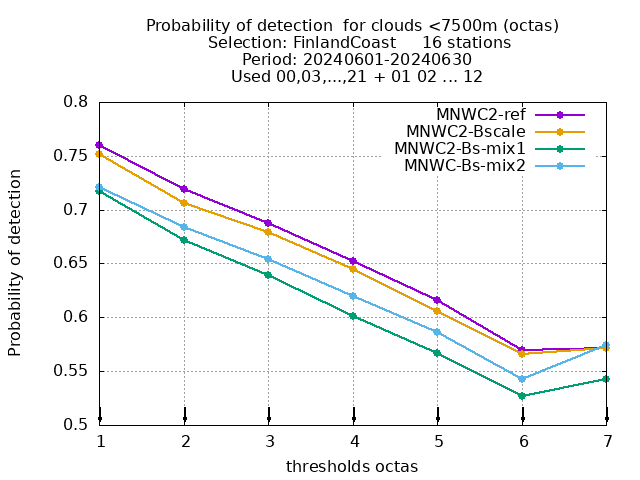 Probability of detection  for clouds <7500m (octas)
Selection: FinlandCoast     16 stations
Period: 20240601-20240630
Used 00,03,...,21 + 01 02 ... 12
MNWC2-ref
MNWC2-Bscale
MNWC2-Bs-mix1
MNWC-Bs-mix2
Probability of detection
0.8
0.75
0.7
0.65
0.6
0.55
0.5
1 2 3 4 5 6 7
thresholds octas